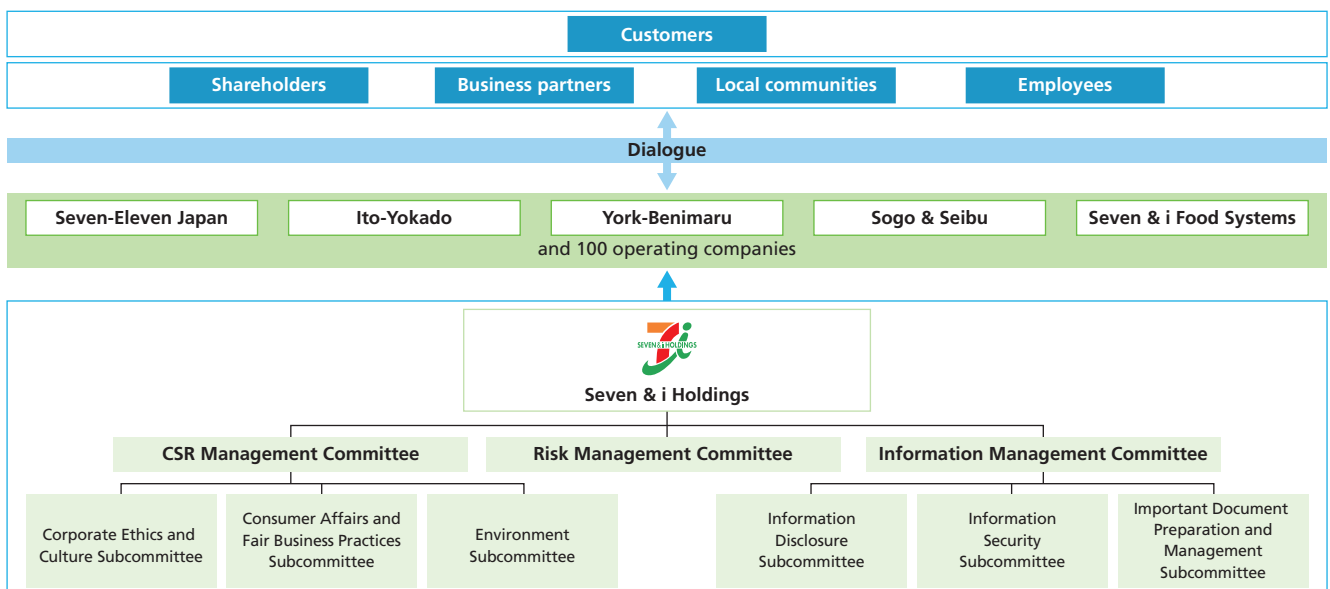 Customers
Shareholders
Business partners
Local communities
Employees
Dialogue
Seven-Eleven Japan
Ito-Yokado
York-Benimaru
Sogo & Seibu
Seven & i Food Systems
and 100 operating companies
SEVEN & i HOLDINGS
Seven & i Holdings
CSR Management Committee
Risk Management Committee
Information Management Committee
Corporate Ethics and
Culture Subcommittee
Consumer Affairs and
Fair Business Practices
Subcommittee
Environment
Subcommittee
Information
Disclosure
Subcommittee
Information
Security
Subcommittee
Important Document
Preparation and
Management
Subcommittee